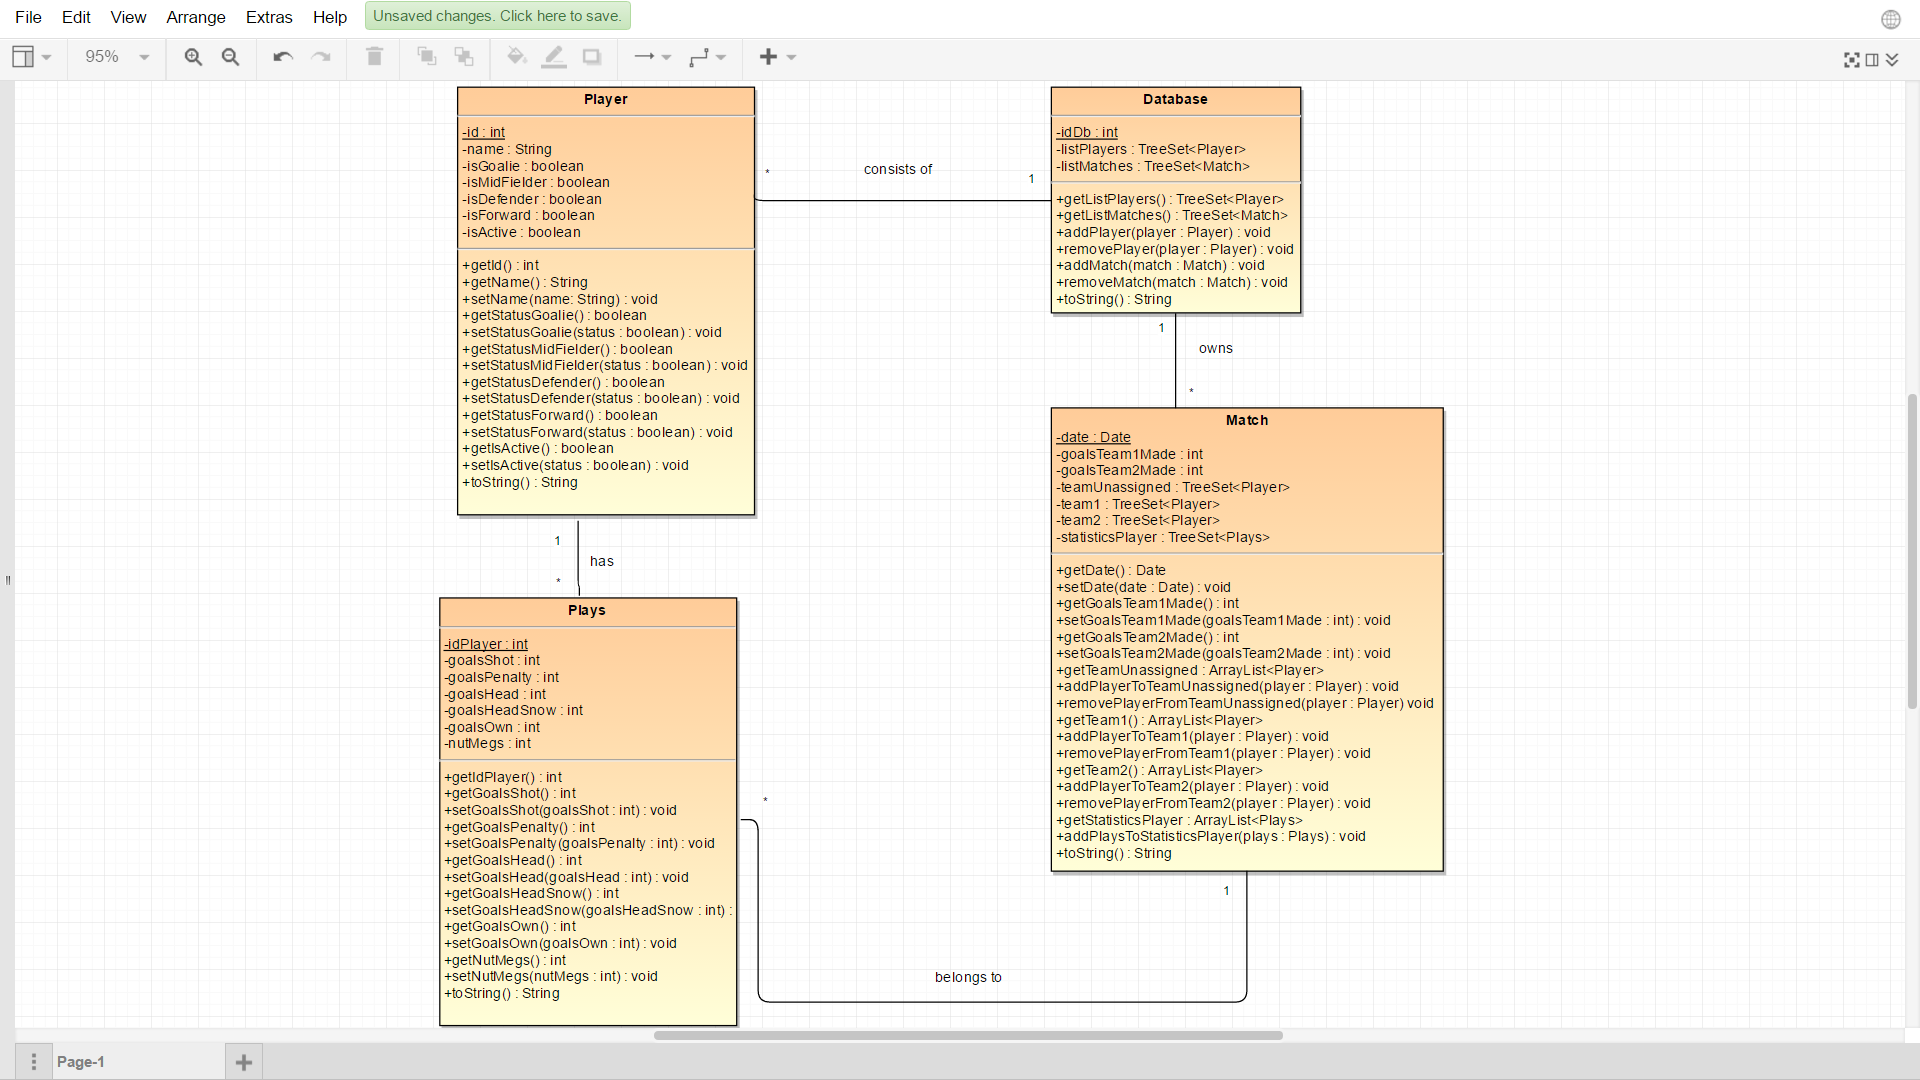 File Edit View Arrange Extras Help Unsaved changes. Click here to save.
95%
Player
-id : int
-name : String
-isGoalie : boolean
-isMidFielder : boolean
-isDefender : boolean
-isForward : boolean
-isActive : boolean
+getId() : int
+getName() : String
+setName(name: String) : void
+getStatusGoalie() : boolean
+setStatusGoalie(status : boolean) : void
+getStatusMidFielder() : boolean
+setStatusMidFielder(status : boolean) : void
+getStatusDefender() : boolean
+setStatusDefender(status : boolean) : void
+getStatusForward() : boolean
+setStatusForward(status : boolean) : void
+getIsActive() : boolean
+setIsActive(status : boolean) : void
+toString() : String
*
consists of
1
Database
-idDb : int
-listPlayers : TreeSet<Player>
-listMatches : TreeSet<Match>
+getListPlayers() : TreeSet<Player>
+getListMatches() : TreeSet<Match>
+addPlayer(player : Player) : void
+removePlayer(player : Player) : void
+addMatch(match : Match) : void
+removeMatch(match : Match) : void
+toString() : String
1
owns
*
Match
-date : Date
-goalsTeam1Made : int
-goalsTeam2Made : int
-teamUnassigned : TreeSet<Player>
-team1 : TreeSet<Player>
-team2 : TreeSet<Player>
-statisticsPlayer : TreeSet<Plays>
+getDate() : Date
+setDate(date : Date) : void
+getGoalsTeam1Made() : int
+setGoalsTeam1Made(goalsTeam1Made : int) : void
+getGoalsTeam2Made() : int
+setGoalsTeam2Made(goalsTeam2Made : int) : void
+getTeamUnassigned : ArrayList<Player>
+addPlayerToTeamUnassigned(player : Player) : void
+removePlayerFromTeamUnassigned(player : Player) void
+getTeam1() : ArrayList<Player>
+addPlayerToTeam1(player : Player) : void
+removePlayerFromTeam1(player : Player) : void
+getTeam2() : ArrayList<Player>
+addPlayerToTeam2(player : Player) : void
+removePlayerFromTeam2(player : Player) : void
+getStatisticsPlayer : ArrayList<Plays>
+addPlaysToStatisticsPlayer(plays : Plays) : void
+toString() : String
1
has
*
Plays
-idPlayer : int
-goalsShot : int
-goalsPenalty : int
-goalsHead : int
-goalsHeadSnow : int
-goalsOwn : int
-nutMegs : int
+getIdPlayer() : int
+getGoalsShot() : int
+setGoalsShot(goalsShot : int) : void
+getGoalsPenalty() : int
+setGoalsPenalty(goalsPenalty : int) : void
+getGoalsHead() : int
+setGoalsHead(goalsHead : int) : void
+getGoalsHeadSnow() : int
+setGoalsHeadSnow(goalsHeadSnow : int) :
+getGoalsOwn() : int
+setGoalsOwn(goalsOwn : int) : void
+getNutMegs() : int
+setNutMegs(nutMegs : int) : void
+toString() : String
*
1
belongs to
Page-1